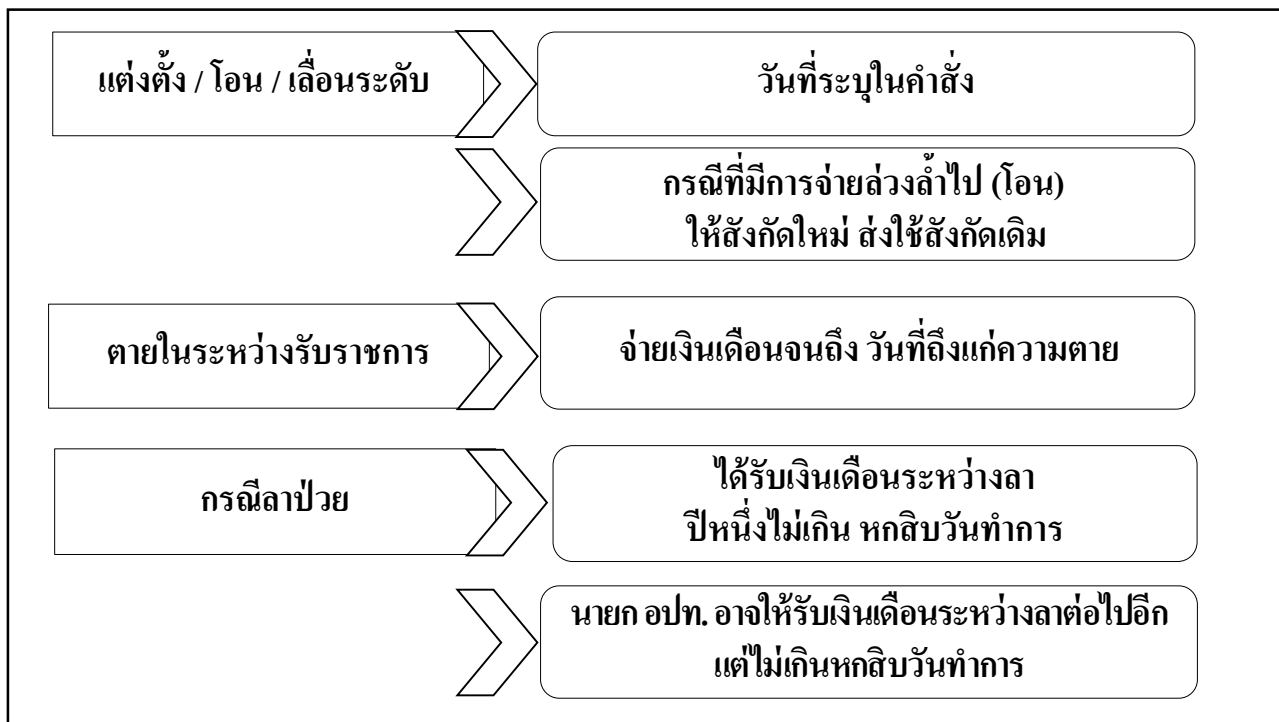 แต่งตั้ง / โอน / เลื่อนระดับ
วันที่ระบุในคำสั่ง
กรณีที่มีการจ่ายล่วงล้ำไป (โอน)
ให้สังกัดใหม่ ส่งใช้สังกัดเดิม
ตายในระหว่างรับราชการ
จ่ายเงินเดือนจนถึง วันที่ถึงแก่ความตาย
กรณีลาป่วย
ได้รับเงินเดือนระหว่างลา
ปีหนึ่งไม่เกิน หกสิบวันทำการ
นายก อปท. อาจให้รับเงินเดือนระหว่างลาต่อไปอีก
แต่ไม่เกินหกสิบวันทำการ